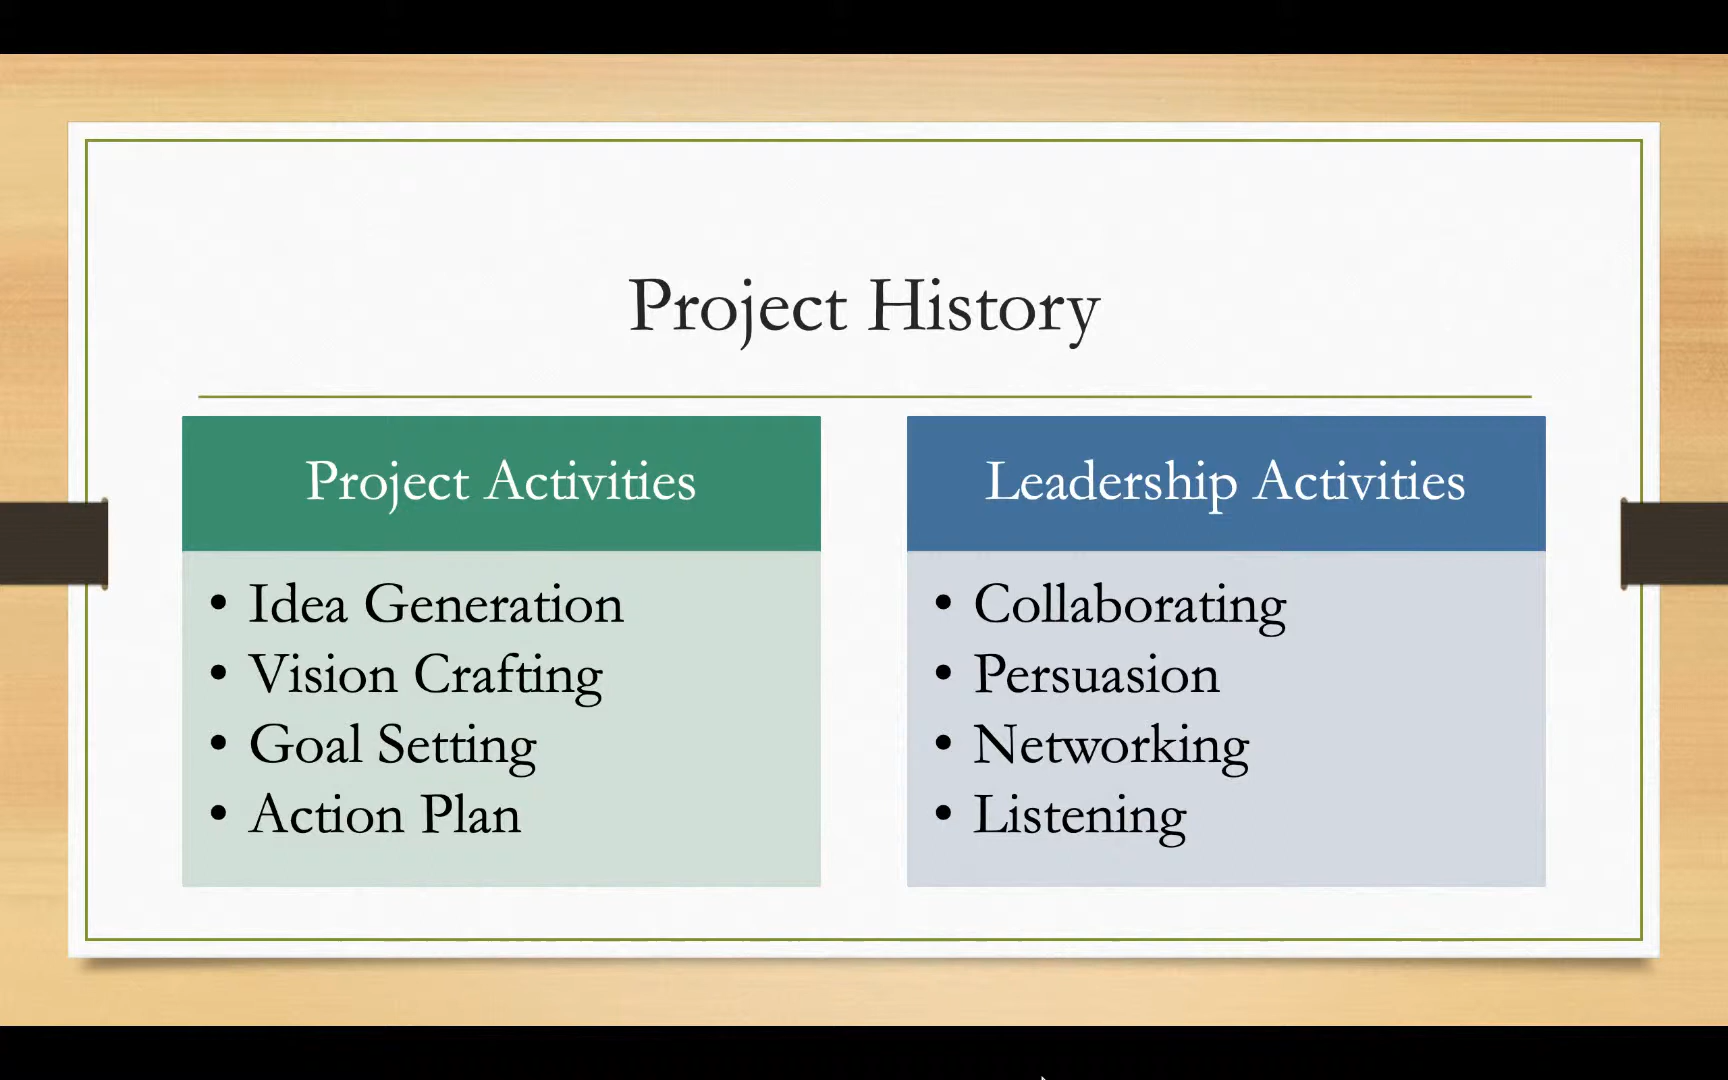 Project History
Project Activities
• Idea Generation
• Vision Crafting
• Goal Setting
• Action Plan
Leadership Activities
• Collaborating
• Persuasion
• Networking
• Listening